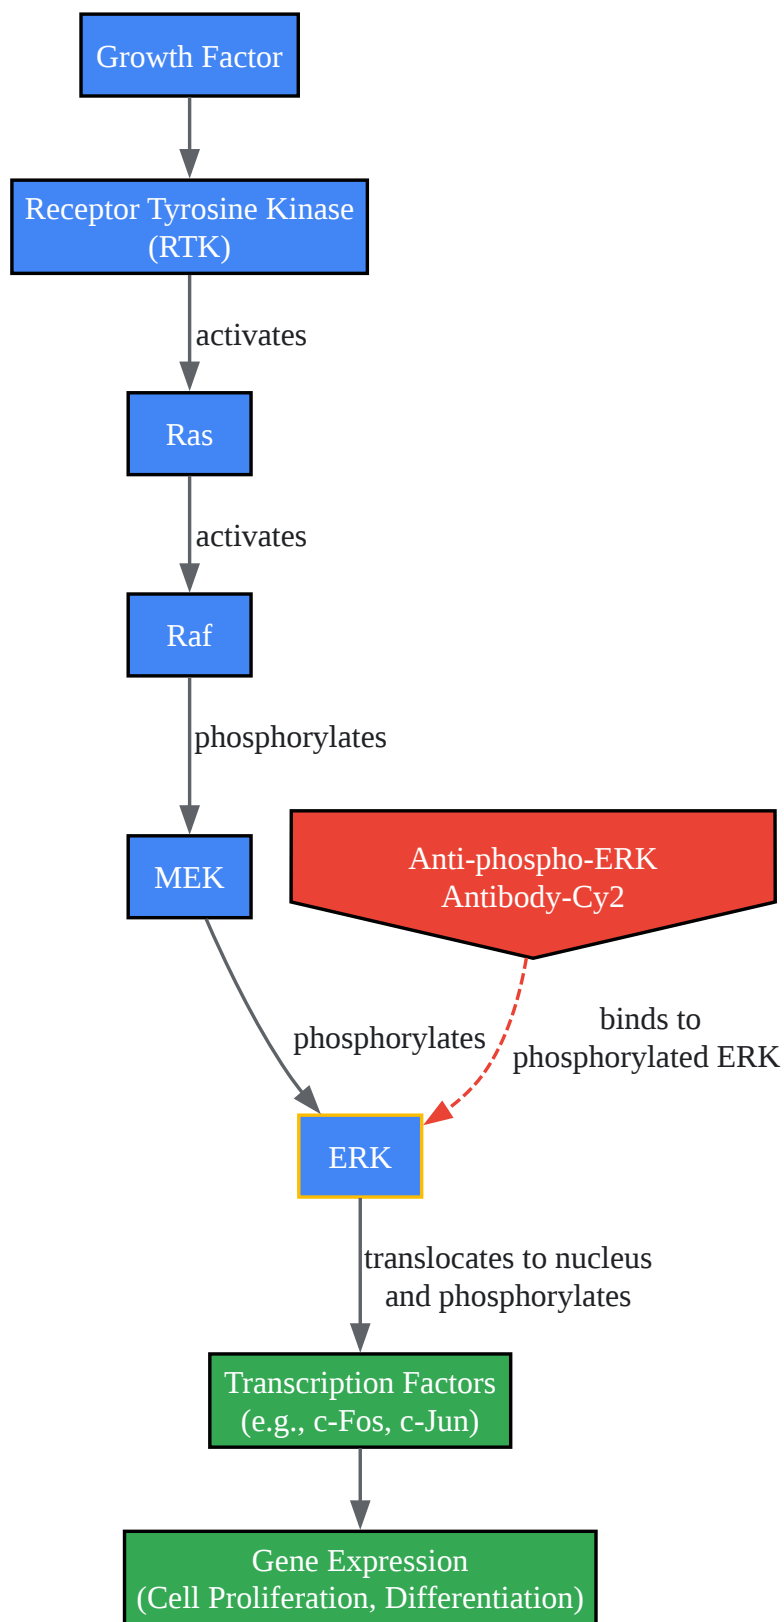 Growth Factor
Receptor Tyrosine Kinase
(RTK)
activates
Ras
activates
Raf
phosphorylates
MEK
Anti-phospho-ERK
Antibody-Cy2
phosphorylates
binds to
phosphorylated ERK
ERK
translocates to nucleus
and phosphorylates
Transcription Factors
(e.g., c-Fos, c-Jun)
Gene Expression
(Cell Proliferation, Differentiation)